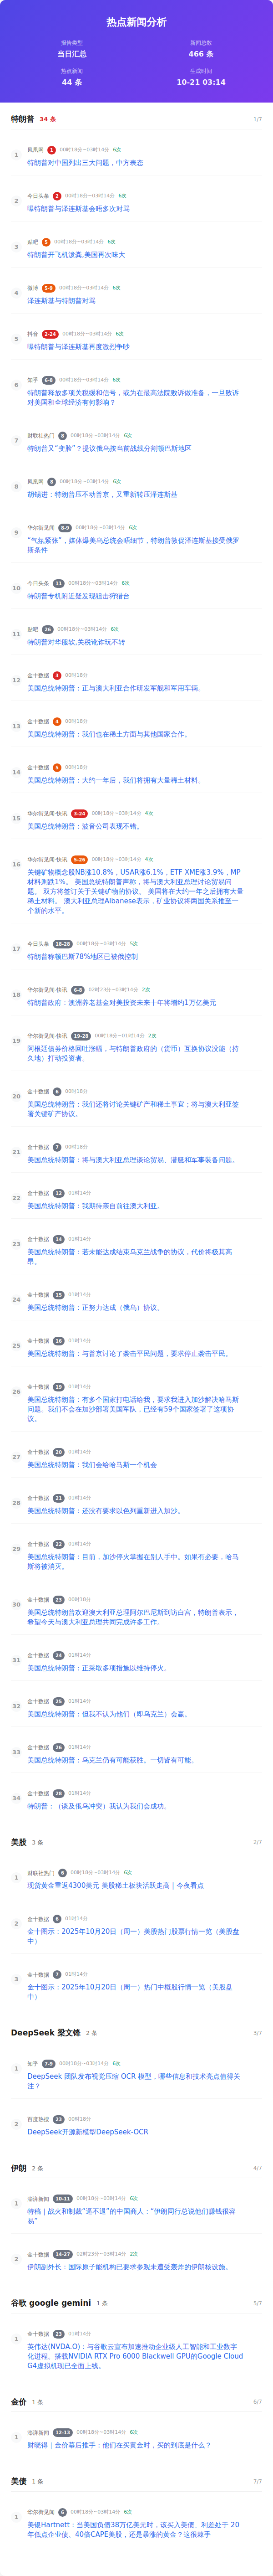 热点新闻分析
报告类型
当日汇总
新闻总数
466 条
热点新闻
44 条
生成时间
10-21 03:14
特朗普 34 条 1/7
1
凤凰网 1 00时18分~03时14分 6次
特朗普对中国列出三大问题，中方表态
2
今日头条 2 00时18分~03时14分 6次
曝特朗普与泽连斯基会晤多次对骂
3
贴吧 5 00时18分~03时14分 6次
特朗普开飞机泼粪,美国再次味大
4
微博 5-9 00时18分~03时14分 6次
泽连斯基与特朗普对骂
5
抖音 2-24 00时18分~03时14分 6次
曝特朗普与泽连斯基再度激烈争吵
6
知乎 6-8 00时18分~03时14分 6次
特朗普释放多项关税缓和信号，或为在最高法院败诉做准备，一旦败诉
对美国和全球经济有何影响？
7
财联社热门 8 00时18分~03时14分 6次
特朗普又“变脸”？提议俄乌按当前战线分割顿巴斯地区
8
凤凰网 8 00时18分~03时14分 6次
胡锡进：特朗普压不动普京，又重新转压泽连斯基
9
华尔街见闻 8-9 00时18分~03时14分 6次
“气氛紧张”，媒体爆美乌总统会晤细节，特朗普敦促泽连斯基接受俄罗
斯条件
10
今日头条 11 00时18分~03时14分 6次
特朗普专机附近疑发现狙击狩猎台
11
贴吧 26 00时18分~03时14分 6次
特朗普对华服软,关税讹诈玩不转
12
金十数据 3 00时18分
美国总统特朗普：正与澳大利亚合作研发军舰和军用车辆。
13
金十数据 4 00时18分
美国总统特朗普：我们也在稀土方面与其他国家合作。
14
金十数据 5 00时18分
美国总统特朗普：大约一年后，我们将拥有大量稀土材料。
15
华尔街见闻-快讯 3-24 00时18分~03时14分 4次
美国总统特朗普：波音公司表现不错。
16
华尔街见闻-快讯 5-26 00时18分~03时14分 4次
关键矿物概念股NB涨10.8%，USAR涨6.1%，ETF XME涨3.9%，MP
材料则跌1%。 美国总统特朗普声称，将与澳大利亚总理讨论贸易问
题。 双方将签订关于关键矿物的协议。 美国将在大约一年之后拥有大量
稀土材料。 澳大利亚总理Albanese表示，矿业协议将两国关系推至一
个新的水平。
17
今日头条 18-28 00时18分~03时14分 5次
特朗普称顿巴斯78%地区已被俄控制
18
华尔街见闻-快讯 6-8 02时23分~03时14分 2次
特朗普政府：澳洲养老基金对美投资未来十年将增约1万亿美元
19
华尔街见闻-快讯 19-28 00时18分~01时14分 2次
阿根廷债券价格回吐涨幅，与特朗普政府的（货币）互换协议没能（持
久地）打动投资者。
20
金十数据 6 00时18分
美国总统特朗普：我们还将讨论关键矿产和稀土事宜；将与澳大利亚签
署关键矿产协议。
21
金十数据 7 00时18分
美国总统特朗普：将与澳大利亚总理谈论贸易、潜艇和军事装备问题。
22
金十数据 12 01时14分
美国总统特朗普：我期待亲自前往澳大利亚。
23
金十数据 14 01时14分
美国总统特朗普：若未能达成结束乌克兰战争的协议，代价将极其高
昂。
24
金十数据 15 01时14分
美国总统特朗普：正努力达成（俄乌）协议。
25
金十数据 16 01时14分
美国总统特朗普：与普京讨论了袭击平民问题，要求停止袭击平民。
26
金十数据 18 01时14分
美国总统特朗普：有多个国家打电话给我，要求我进入加沙解决哈马斯
问题。我们不会在加沙部署美国军队，已经有59个国家签署了这项协
议。
27
金十数据 20 01时14分
美国总统特朗普：我们会给哈马斯一个机会
28
金十数据 21 01时14分
美国总统特朗普：还没有要求以色列重新进入加沙。
29
金十数据 22 01时14分
美国总统特朗普：目前，加沙停火掌握在别人手中。如果有必要，哈马
斯将被消灭。
30
金十数据 23 00时18分
美国总统特朗普欢迎澳大利亚总理阿尔巴尼斯到访白宫，特朗普表示，
希望今天与澳大利亚总理共同完成许多工作。
31
金十数据 24 01时14分
美国总统特朗普：正采取多项措施以维持停火。
32
金十数据 25 01时14分
美国总统特朗普：但我不认为他们（即乌克兰）会赢。
33
金十数据 26 01时14分
美国总统特朗普：乌克兰仍有可能获胜。一切皆有可能。
34
金十数据 28 01时14分
特朗普：（谈及俄乌冲突）我认为我们会成功。
美股 3 条 2/7
1
财联社热门 6 00时18分~03时14分 6次
现货黄金重返4300美元 美股稀土板块活跃走高 | 今夜看点
2
金十数据 6 01时14分
金十图示：2025年10月20日（周一）美股热门股票行情一览（美股盘
中）
3
金十数据 7 01时14分
金十图示：2025年10月20日（周一）热门中概股行情一览（美股盘
中）
DeepSeek 梁文锋 2 条 3/7
1
知乎 7-9 00时18分~03时14分 6次
DeepSeek 团队发布视觉压缩 OCR 模型，哪些信息和技术亮点值得关
注？
2
百度热搜 23 00时18分
DeepSeek开源新模型DeepSeek-OCR
伊朗 2 条 4/7
1
澎湃新闻 10-11 00时18分~03时14分 6次
特稿｜战火和制裁“逼不退”的中国商人：“伊朗同行总说他们赚钱很容
易”
2
金十数据 14-27 02时23分~03时14分 2次
伊朗副外长：国际原子能机构已要求参观未遭受轰炸的伊朗核设施。
谷歌 google gemini 1 条 5/7
1
金十数据 23 01时14分
英伟达(NVDA.O)：与谷歌云宣布加速推动企业级人工智能和工业数字
化进程。搭载NVIDIA RTX Pro 6000 Blackwell GPU的Google Cloud
G4虚拟机现已全面上线。
金价 1 条 6/7
1
澎湃新闻 12-13 00时18分~03时14分 6次
财晓得｜金价幕后推手：他们在买黄金时，买的到底是什么？
美债 1 条 7/7
1
华尔街见闻 6 00时18分~03时14分 6次
美银Hartnett：当美国负债38万亿美元时，该买入美债、利差处于 20
年低点企业债、40倍CAPE美股，还是暴涨的黄金？这很棘手